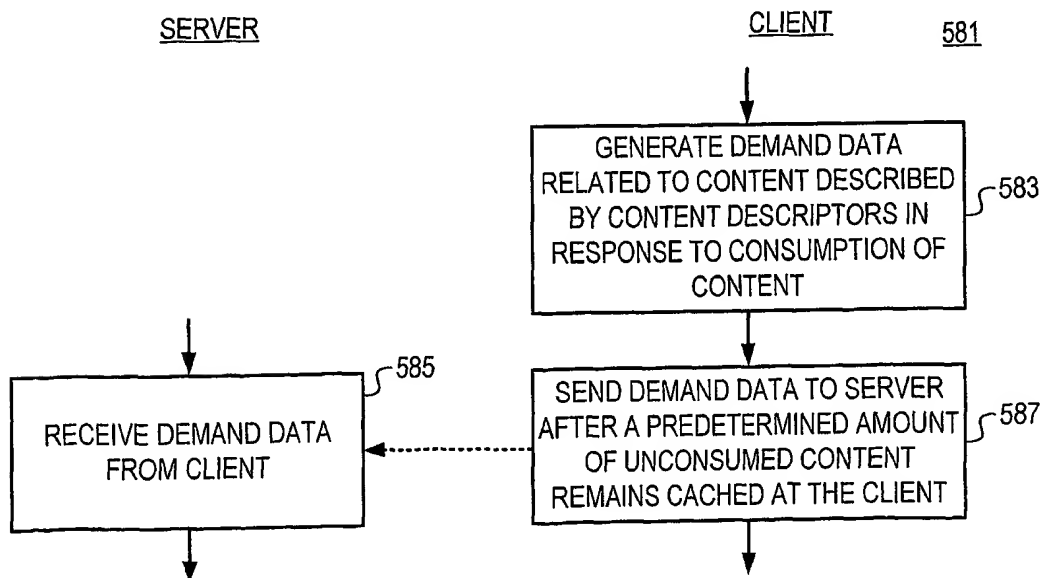 SERVER
CLIENT
581
GENERATE DEMAND DATA
RELATED TO CONTENT DESCRIBED
BY CONTENT DESCRIPTORS IN
RESPONSE TO CONSUMPTION OF
CONTENT
583
585
RECEIVE DEMAND DATA
FROM CLIENT
SEND DEMAND DATA TO SERVER
AFTER A PREDETERMINED AMOUNT
OF UNCONSUMED CONTENT
REMAINS CACHED AT THE CLIENT
587